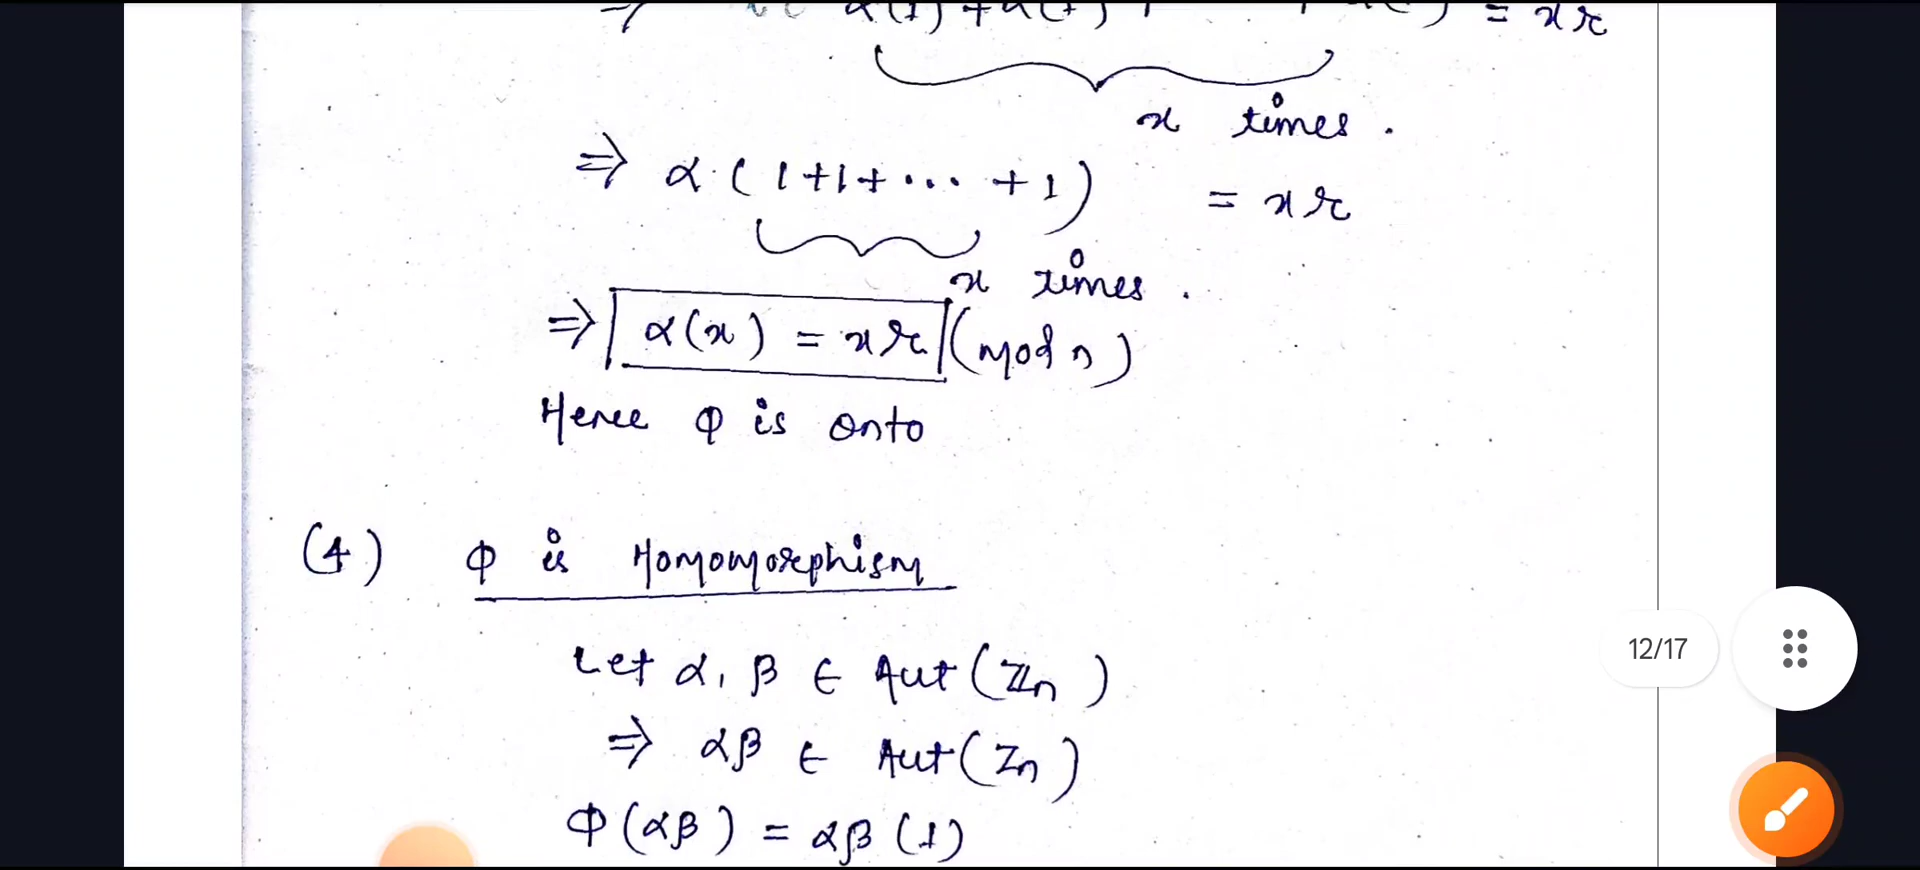 = xr
x times.
⇒ α(1+1+...+1) = xr
x times.
⇒ α(x) = xr (mod n)
Hence Φ is onto
(4) Φ is Homomorphism
Let α, β ∈ Aut(Zn)
12/17
⇒ αβ ∈ Aut(Zn)
Φ(αβ) = αβ(1)